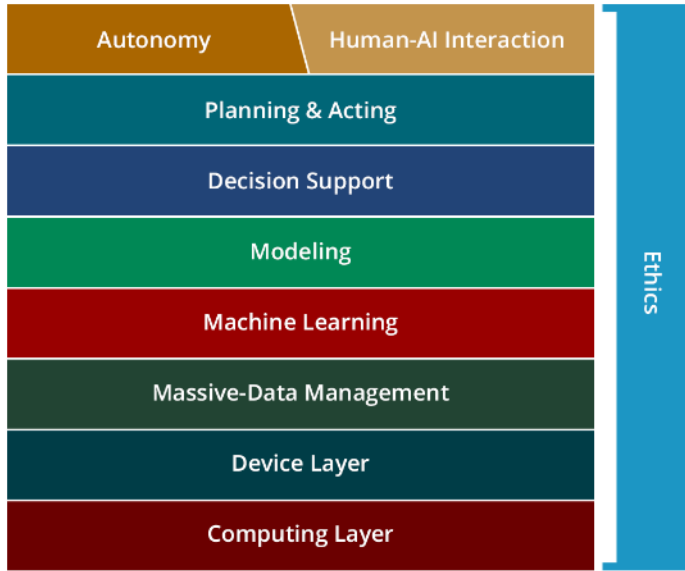 Autonomy
Human-AI Interaction
Planning & Acting
Decision Support
Modeling
Machine Learning
Massive-Data Management
Device Layer
Computing Layer
Ethics